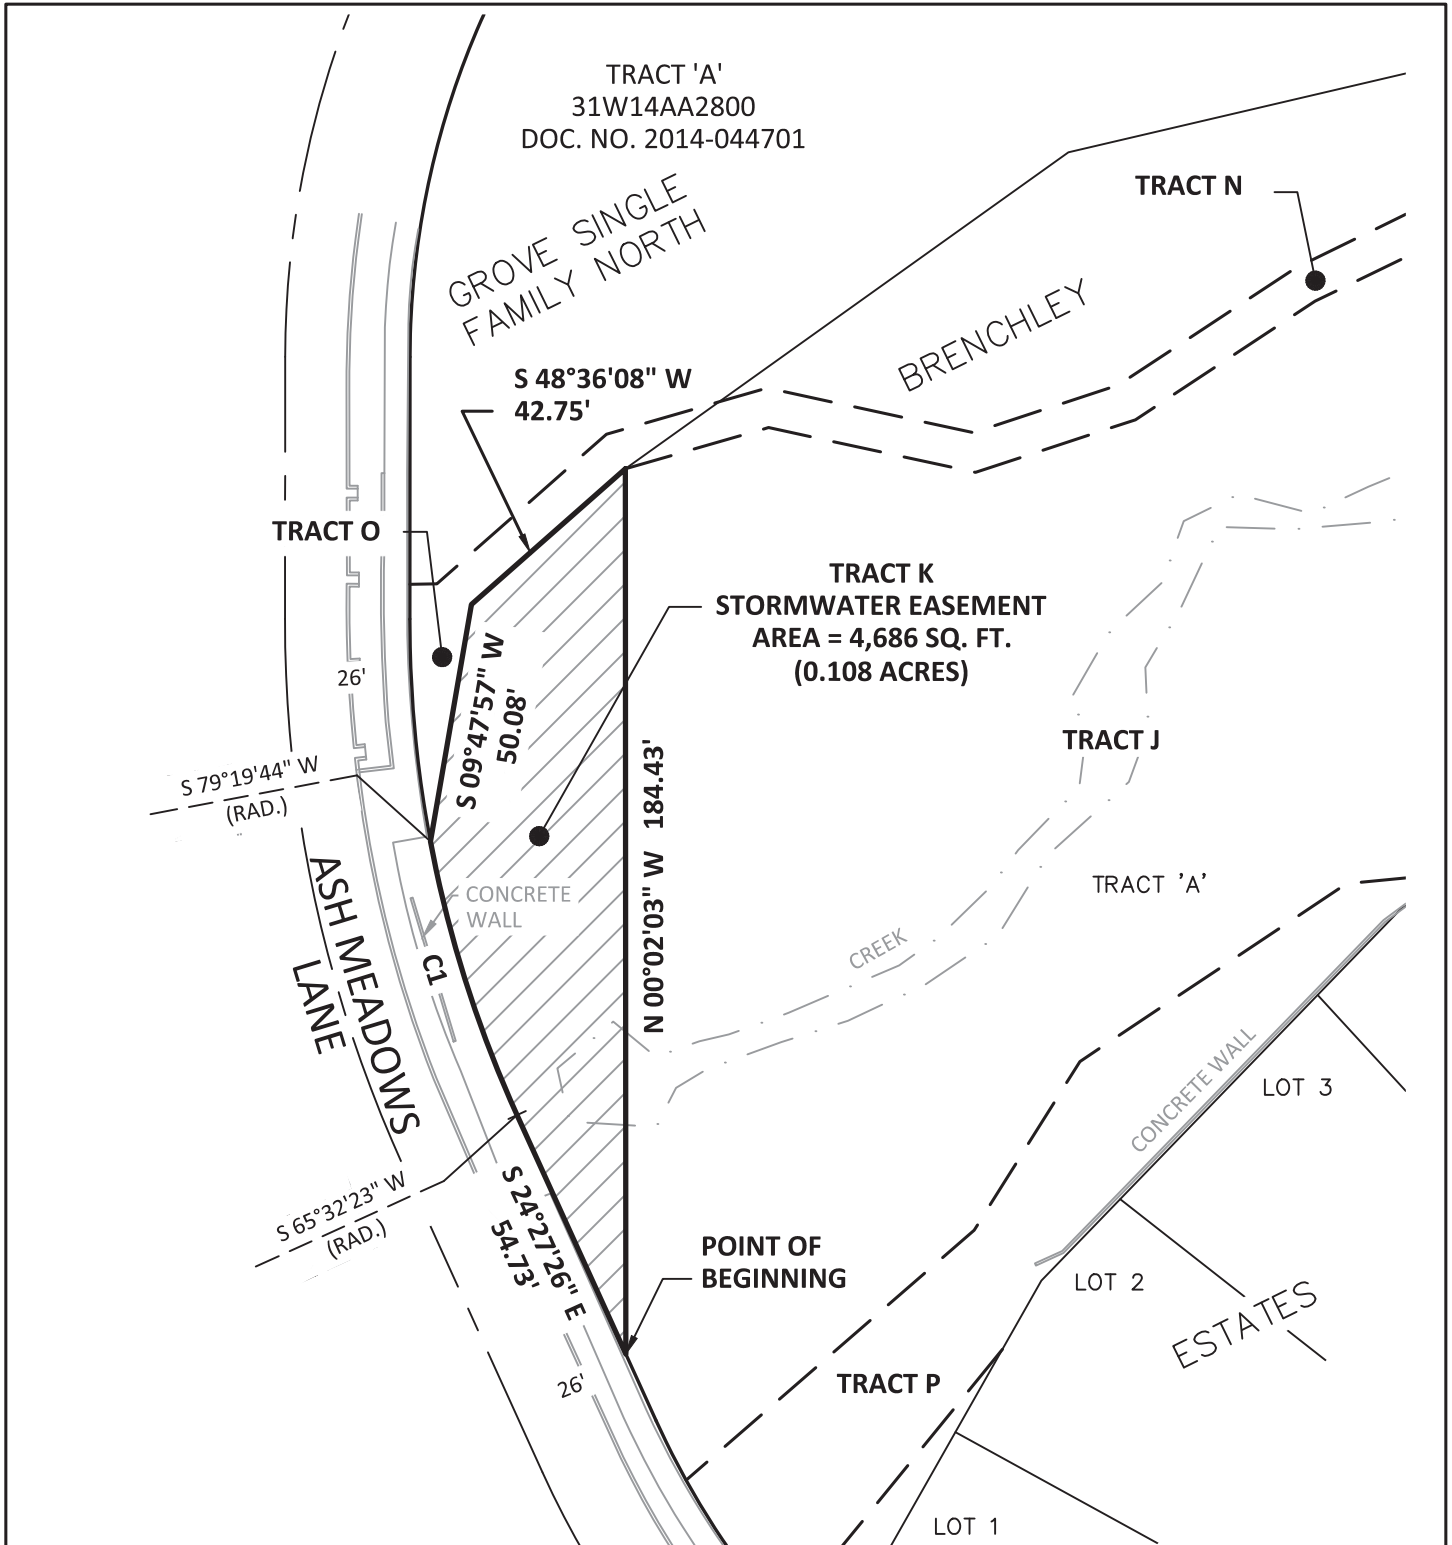 TRACT 'A'
31W14AA2800
DOC. NO. 2014-044701
TRACT N
GROVE SINGLE
FAMILY NORTH
BRENCHLEY
S 48°36'08" W
42.75'
TRACT O
TRACT K
STORMWATER EASEMENT
AREA = 4,686 SQ. FT.
(0.108 ACRES)
26'
S 09°47'57" W
50.08'
TRACT J
S 79°19'44" W
(RAD.)
N 00°02'03" W 184.43'
ASH MEADOWS
LANE
CONCRETE
WALL
TRACT 'A'
C1
CREEK
CONCRETE WALL
LOT 3
S 65°32'23" W
(RAD.)
S 24°27'26" E
54.73'
POINT OF
BEGINNING
LOT 2
ESTATES
26'
TRACT P
LOT 1